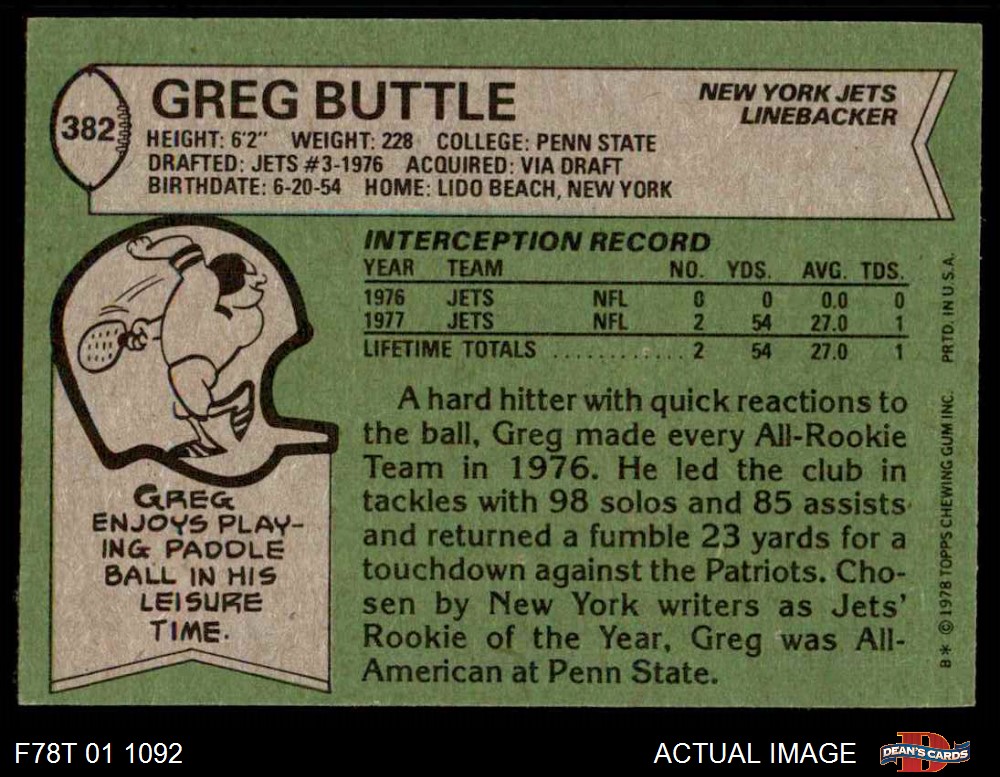 382
GREG BUTTLE
NEW YORK JETS
LINEBACKER
HEIGHT: 6'2" WEIGHT: 228 COLLEGE: PENN STATE
DRAFTED: JETS #3-1976 ACQUIRED: VIA DRAFT
BIRTHDATE: 6-20-54 HOME: LIDO BEACH, NEW YORK
INTERCEPTION RECORD
YEAR TEAM NO. YDS. AVG. TDS.
1976 JETS NFL 0 0 0.0 0
1977 JETS NFL 2 54 27.0 1
LIFETIME TOTALS ............ 2 54 27.0 1
A hard hitter with quick reactions to
the ball, Greg made every All-Rookie
Team in 1976. He led the club in
tackles with 98 solos and 85 assists
and returned a fumble 23 yards for a
touchdown against the Patriots. Cho-
sen by New York writers as Jets'
Rookie of the Year, Greg was All-
American at Penn State.
GREG
ENJOYS PLAY-
ING PADDLE
BALL IN HIS
LEISURE
TIME.
B* © 1978 TOPPS CHEWING GUM INC. PRTD. IN U.S.A.
F78T 01 1092
ACTUAL IMAGE
DEAN'S CARDS